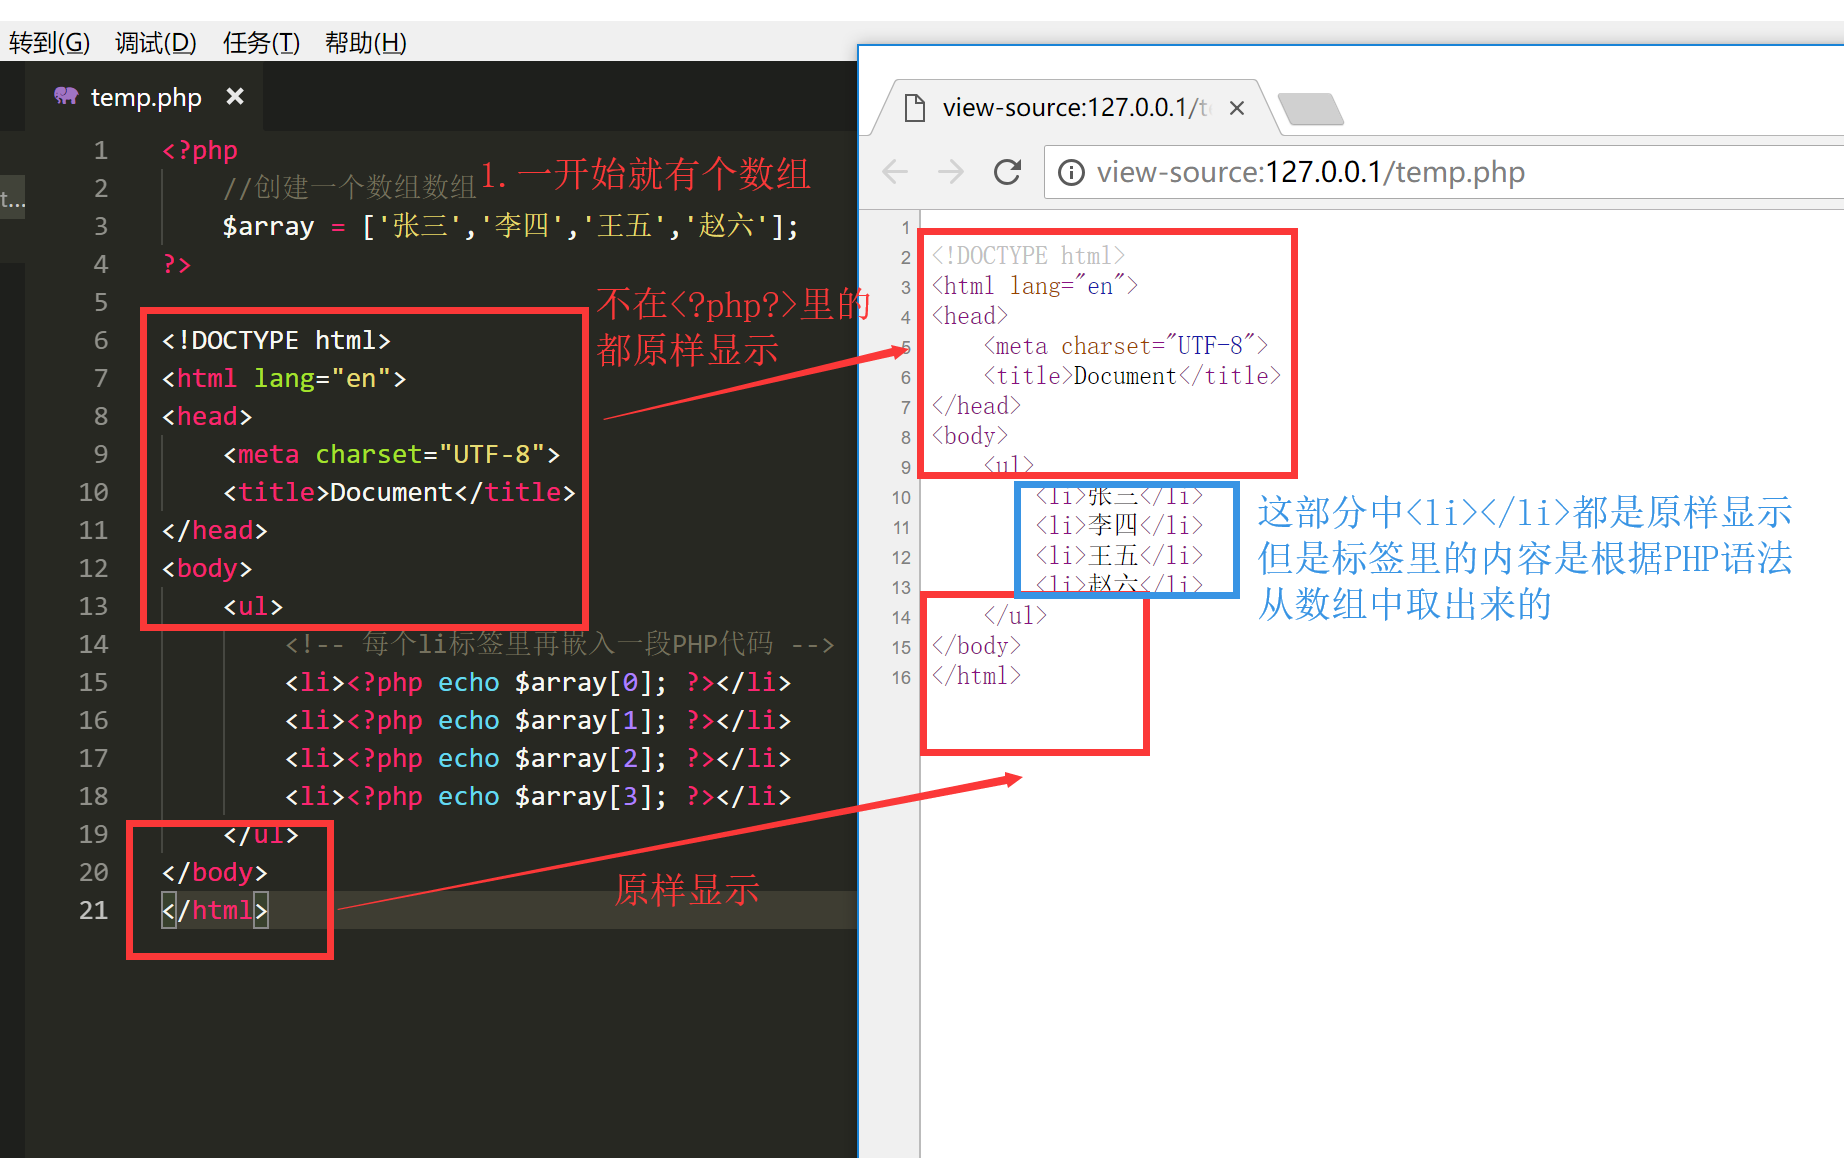 转到(G) 调试(D) 任务(T) 帮助(H)
temp.php
t...
1 <?php
2 //创建一个数组数组
3 $array = ['张三','李四','王五','赵六'];
4 ?>
5
6 <!DOCTYPE html>
7 <html lang="en">
8 <head>
9 <meta charset="UTF-8">
10 <title>Document</title>
11 </head>
12 <body>
13 <ul>
14 <!-- 每个li标签里再嵌入一段PHP代码 -->
15 <li><?php echo $array[0]; ?></li>
16 <li><?php echo $array[1]; ?></li>
17 <li><?php echo $array[2]; ?></li>
18 <li><?php echo $array[3]; ?></li>
19 </ul>
20 </body>
21 </html>
1.一开始就有个数组
不在<?php?>里的
都原样显示
原样显示
view-source:127.0.0.1/t
view-source:127.0.0.1/temp.php
1
2 <!DOCTYPE html>
3 <html lang="en">
4 <head>
5 <meta charset="UTF-8">
6 <title>Document</title>
7 </head>
8 <body>
9 <ul>
10 <li>张三</li>
11 <li>李四</li>
12 <li>王五</li>
13 <li>赵六</li>
14 </ul>
15 </body>
16 </html>
这部分中<li></li>都是原样显示
但是标签里的内容是根据PHP语法
从数组中取出来的